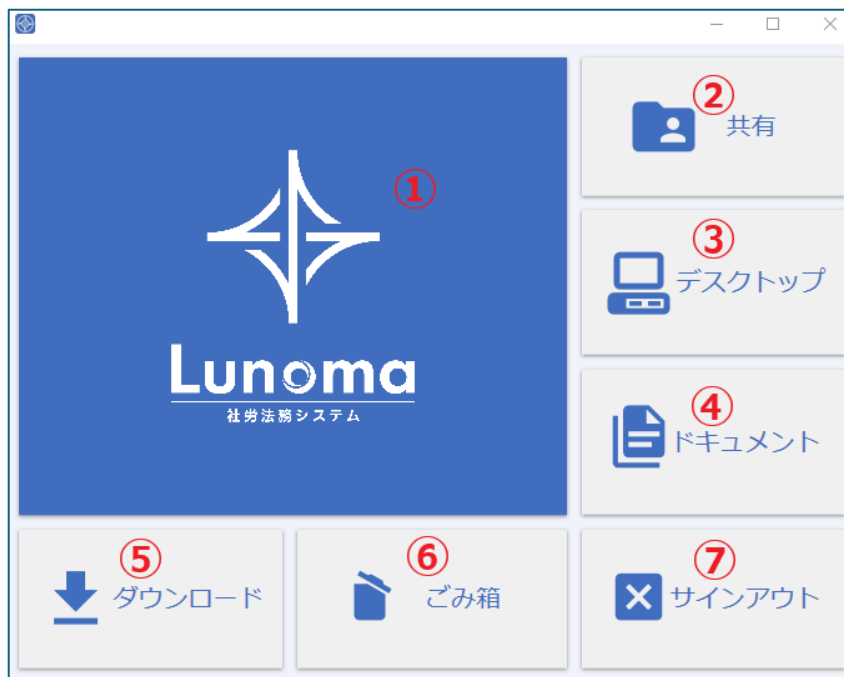 ①
Lunoma
社労法務システム
②
共有
③
デスクトップ
④
ドキュメント
⑤
ダウンロード
⑥
ごみ箱
⑦
サインアウト